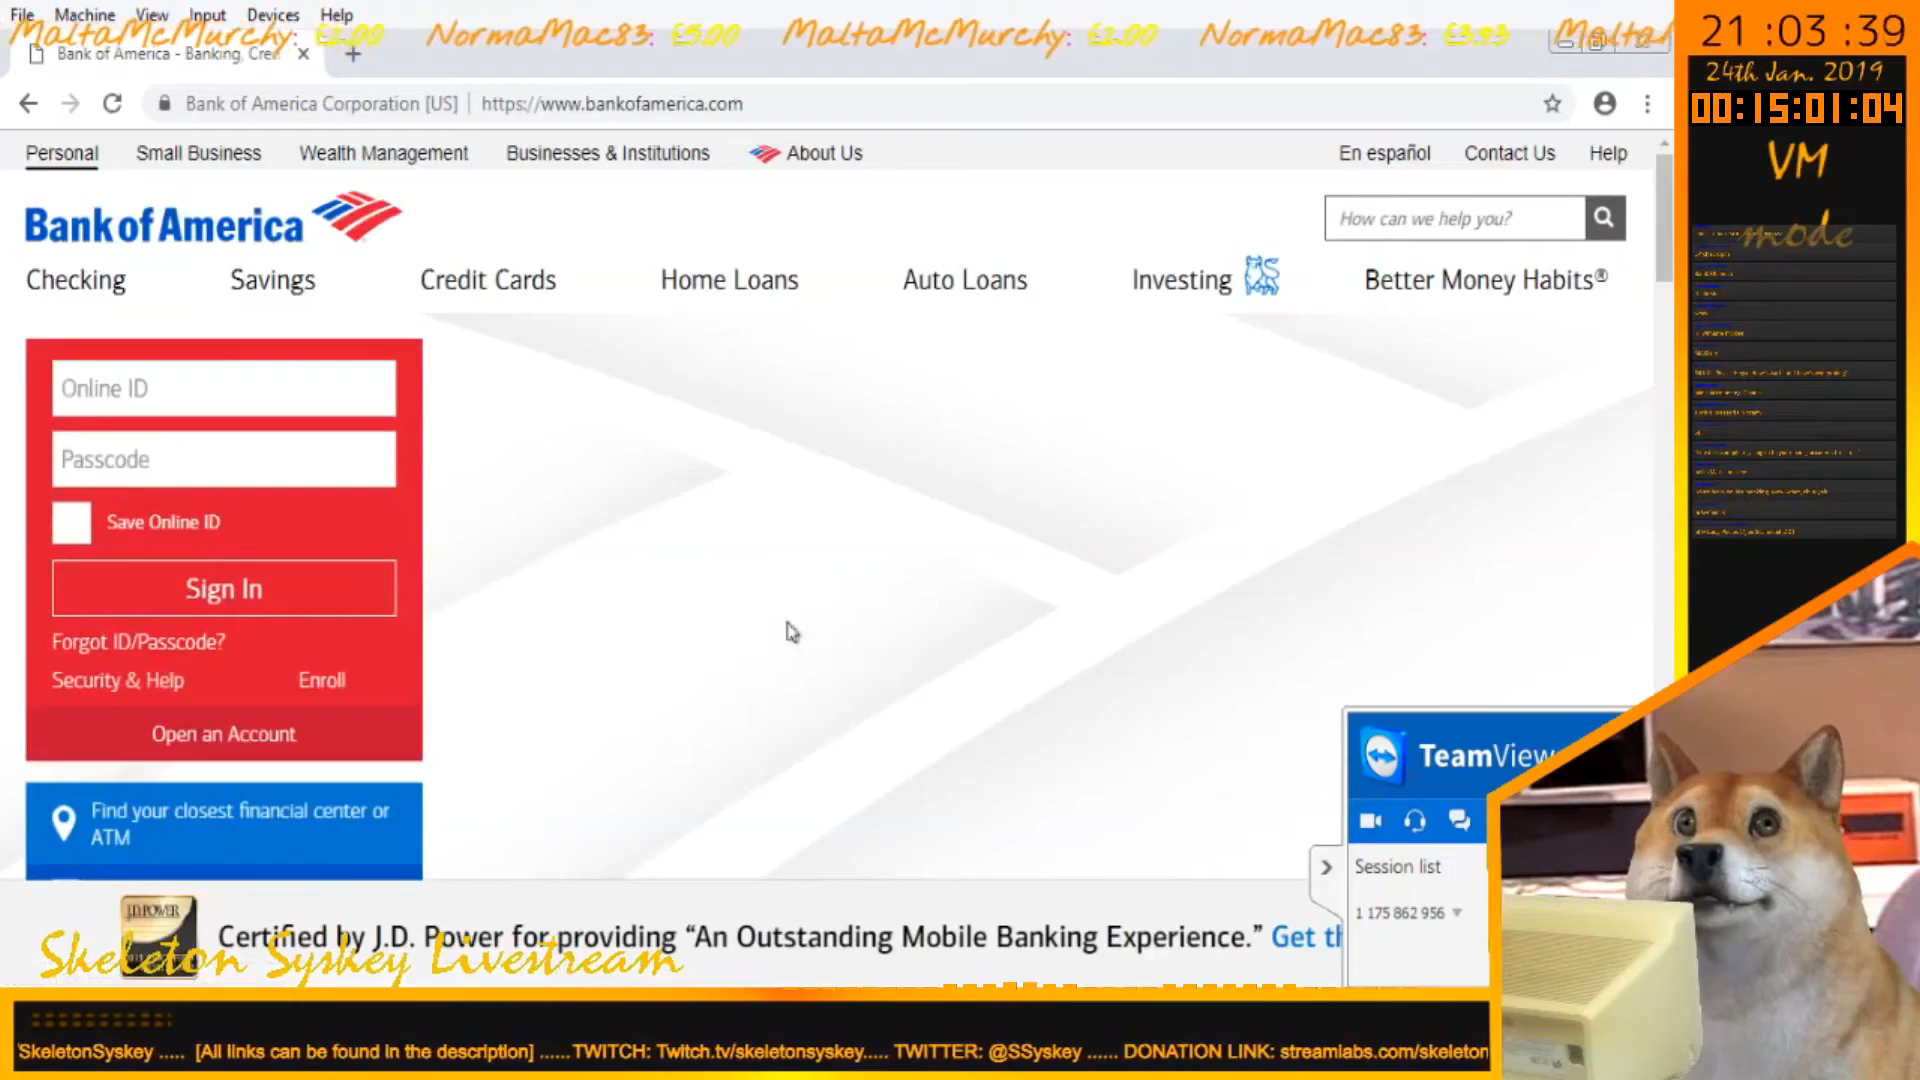 File Machine View Input Devices Help
MaltaMcMurchy: £2.00 NormaMac83: £5.00 MaltaMcMurchy: £2.00 NormaMac83: £3.93
21 :03 :39
Bank of America - Banking, Cre
24th Jan. 2019
Bank of America Corporation [US] https://www.bankofamerica.com
00:15:01:04
Personal Small Business Wealth Management Businesses & Institutions About Us En español Contact Us Help
VM
mode
Bank of America
How can we help you?
Checking Savings Credit Cards Home Loans Auto Loans Investing Better Money Habits®
Online ID
Passcode
Save Online ID
Sign In
Forgot ID/Passcode?
Security & Help Enroll
Open an Account
TeamView
Find your closest financial center or
ATM
Session list
1 175 862 956
J.D. POWER
Certified by J.D. Power for providing “An Outstanding Mobile Banking Experience.” Get th
Skeleton Syskey Livestream
'SkeletonSyskey ..... [All links can be found in the description] ...... TWITCH: Twitch.tv/skeletonsyskey..... TWITTER: @SSyskey ...... DONATION LINK: streamlabs.com/skeleton